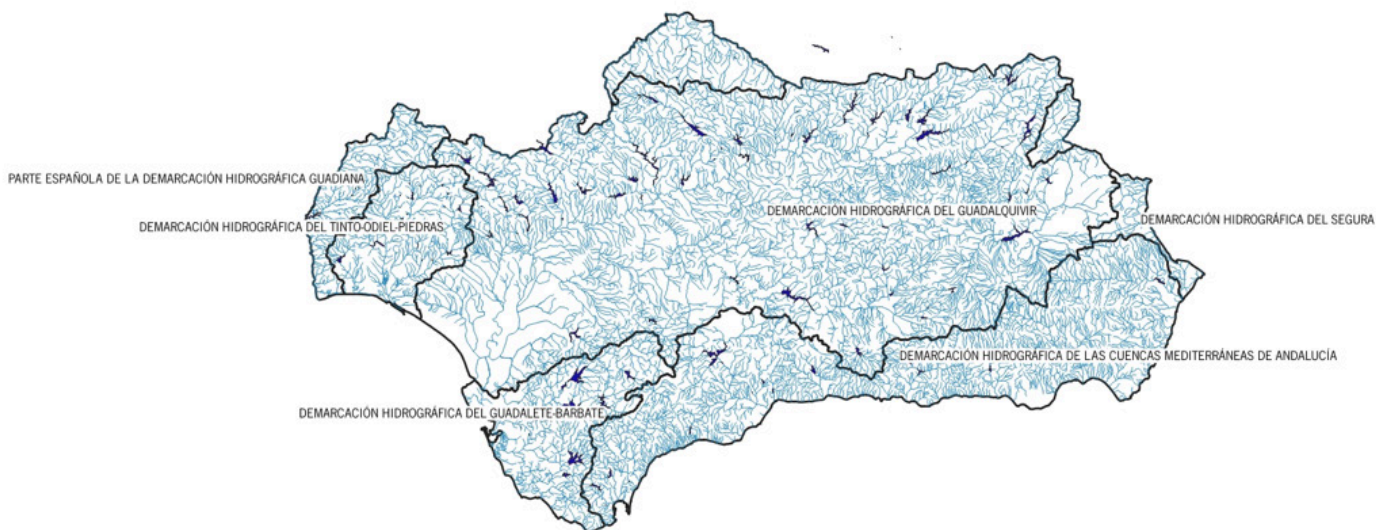 PARTE ESPAÑOLA DE LA DEMARCACIÓN HIDROGRÁFICA GUADIANA
DEMARCACIÓN HIDROGRÁFICA DEL GUADALQUIVIR
DEMARCACIÓN HIDROGRÁFICA DEL SEGURA
DEMARCACIÓN HIDROGRÁFICA DEL TINTO-ODIEL-PIEDRAS
DEMARCACIÓN HIDROGRÁFICA DE LAS CUENCAS MEDITERRÁNEAS DE ANDALUCÍA
DEMARCACIÓN HIDROGRÁFICA DEL GUADALETE-BARBATE